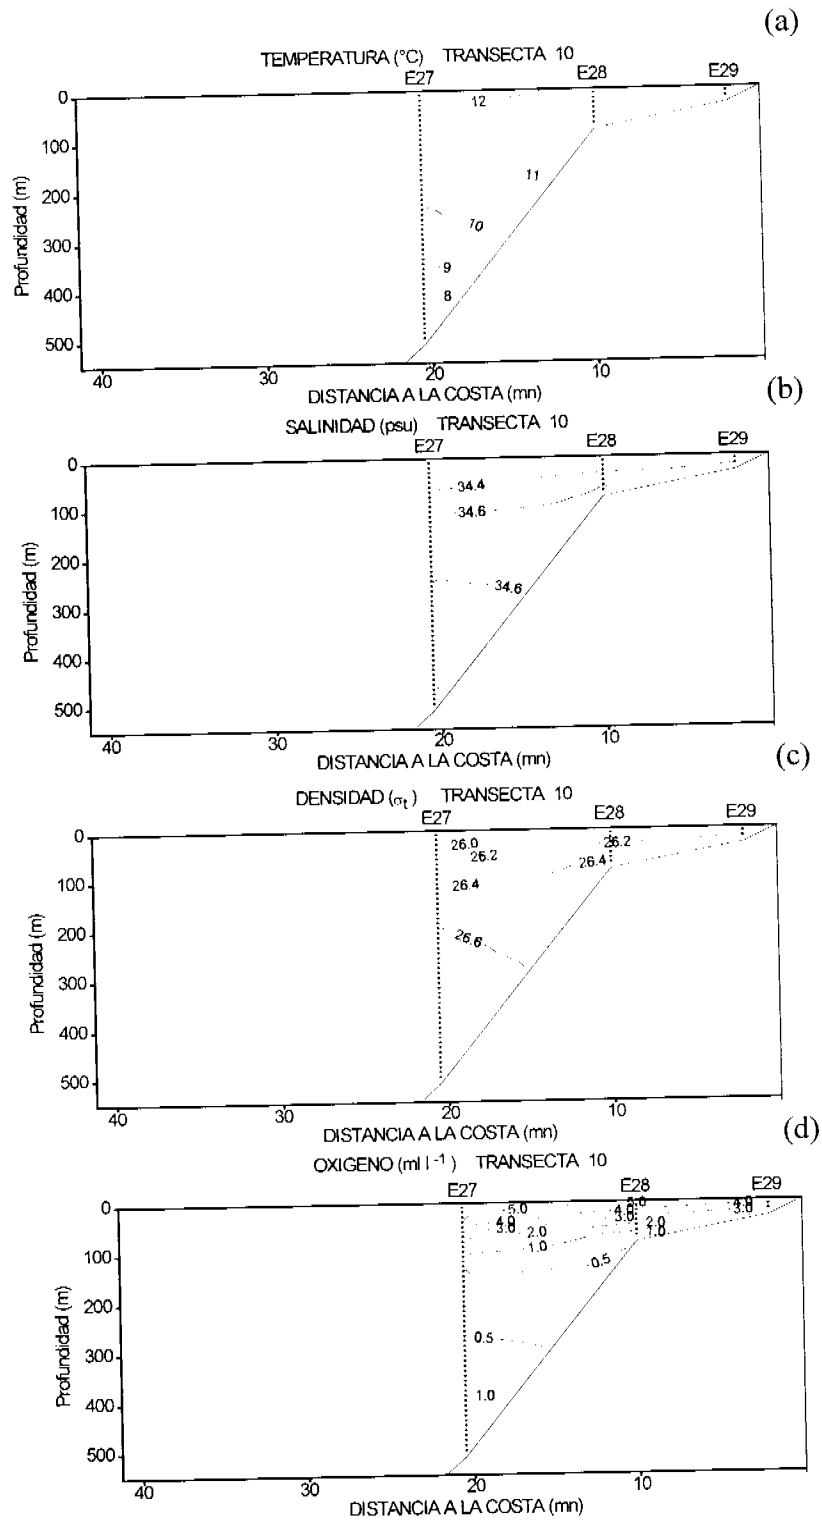 (a)
TEMPERATURA (°C) TRANSECTA 10
E27 E28 E29
0
100
200
300
400
500
Profundidad (m)
12
11
10
9
8
40 30 20 10
DISTANCIA A LA COSTA (mn)
(b)
SALINIDAD (psu) TRANSECTA 10
E27 E28 E29
0
100
200
300
400
500
Profundidad (m)
34.4
34.6
34.6
40 30 20 10
DISTANCIA A LA COSTA (mn)
(c)
DENSIDAD (σt) TRANSECTA 10
E27 E28 E29
0
100
200
300
400
500
Profundidad (m)
26.0 26.2
26.2
26.4
26.4
26.6
40 30 20 10
DISTANCIA A LA COSTA (mn)
(d)
OXIGENO (ml l-1) TRANSECTA 10
E27 E28 E29
0
100
200
300
400
500
Profundidad (m)
5.0 5.0 4.0
4.0 4.0 3.0
3.0 3.0 2.0
2.0 1.0
1.0
0.5
0.5
1.0
40 30 20 10
DISTANCIA A LA COSTA (mn)